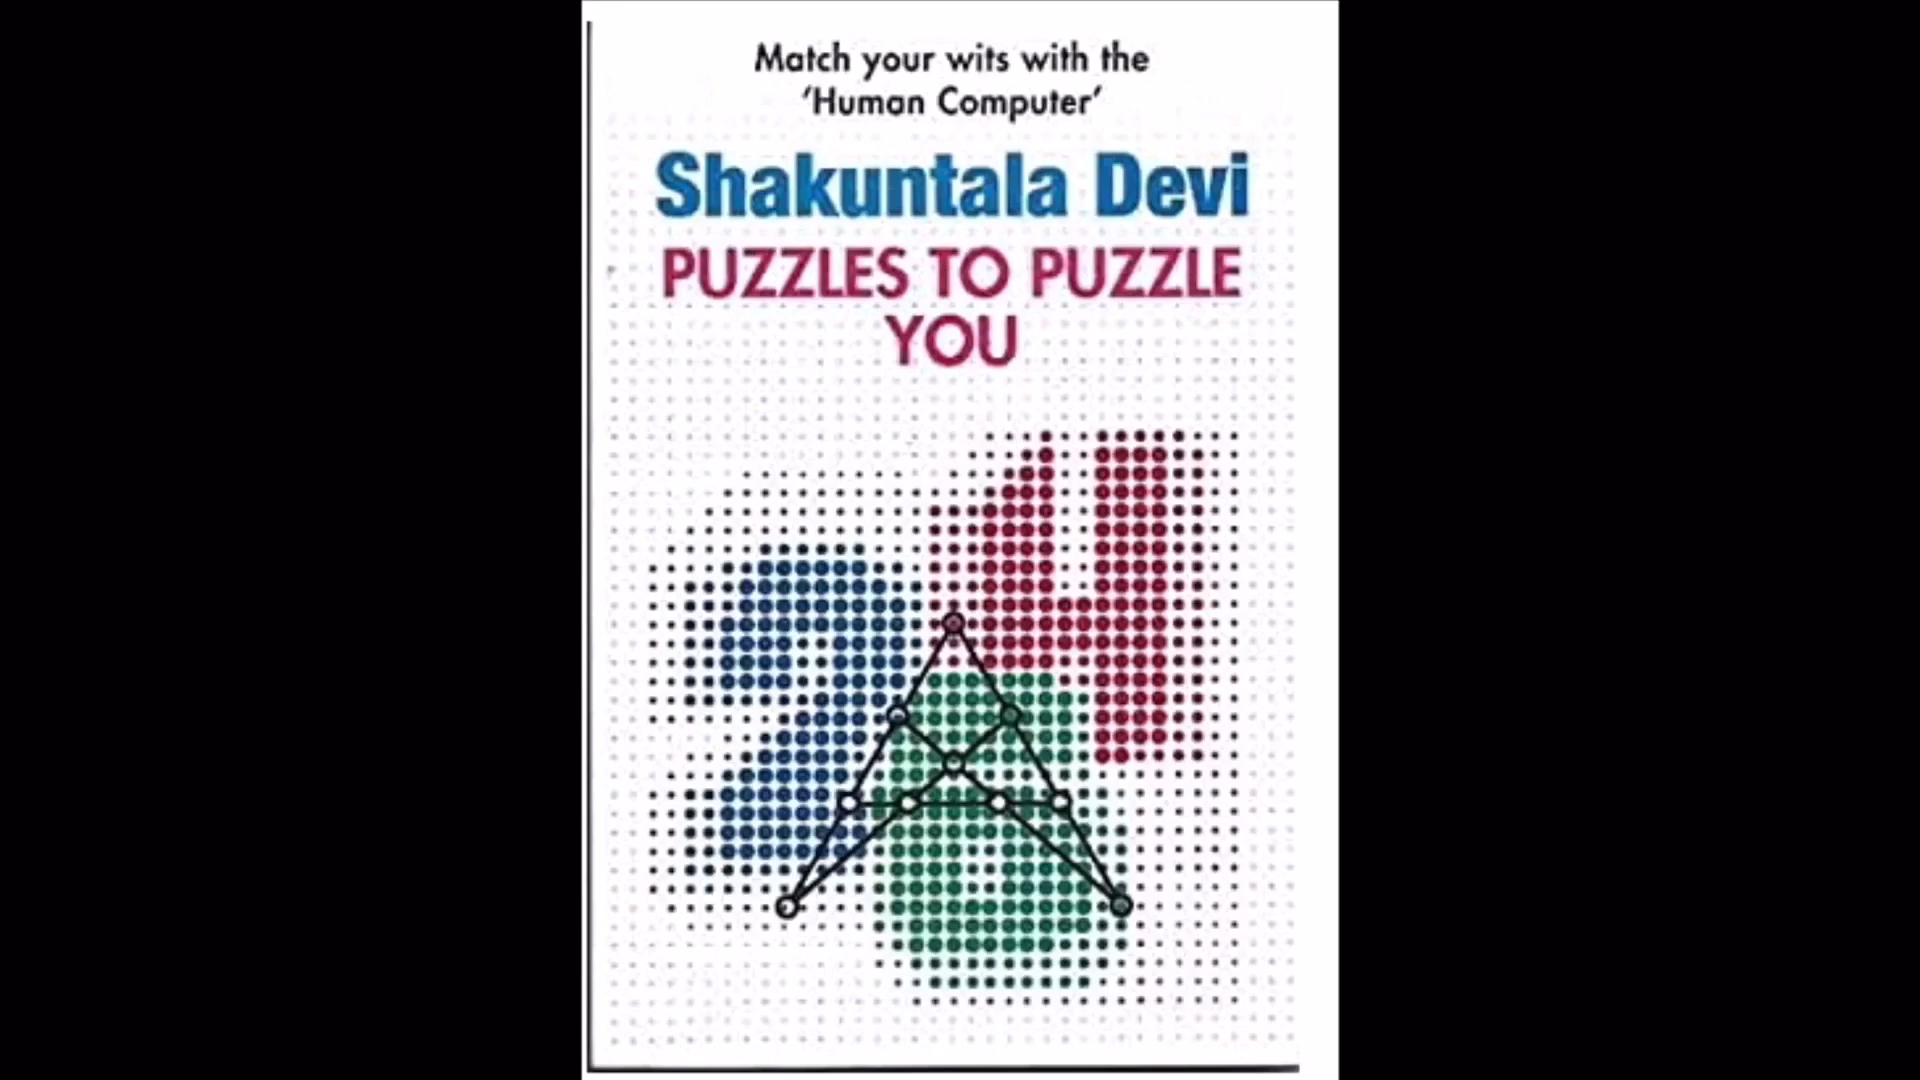 Match your wits with the
‘Human Computer’
Shakuntala Devi
PUZZLES TO PUZZLE
YOU